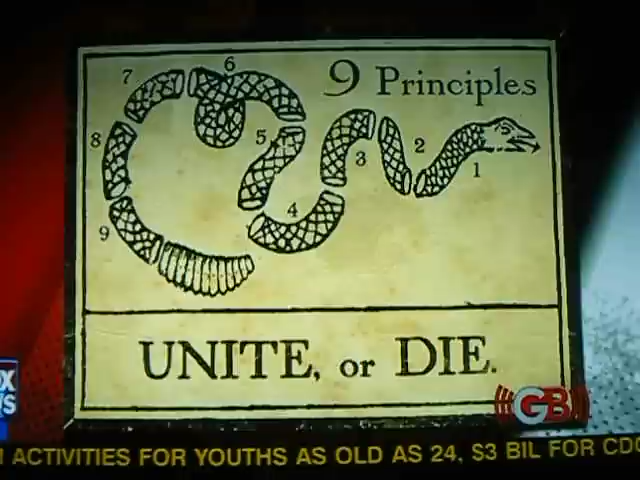 9 Principles
6
7
8
5
3
2
1
4
9
UNITE, or DIE.
GB
ACTIVITIES FOR YOUTHS AS OLD AS 24, $3 BIL FOR